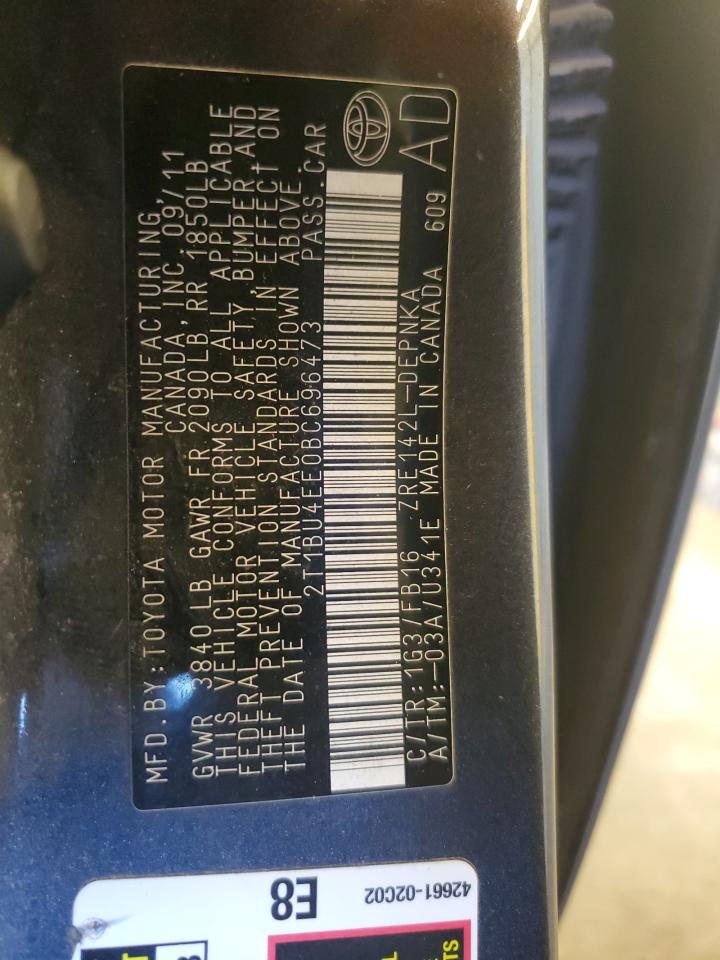 MFD.BY:TOYOTA MOTOR MANUFACTURING,
CANADA, INC. 09/11
GVWR 3840 LB GAWR FR 2090LB, RR 1850LB
THIS VEHICLE CONFORMS TO ALL APPLICABLE
FEDERAL MOTOR VEHICLE SAFETY, BUMPER, AND
THEFT PREVENTION STANDARDS IN EFFECT ON
THE DATE OF MANUFACTURE SHOWN ABOVE.
2T1BU4EE0BC696473 PASS.CAR
C/TR:1G3/FB16 ZRE142L-DEPNKA
A/TM:-03A/U341E MADE IN CANADA 609
AD
42661-02C02
E8